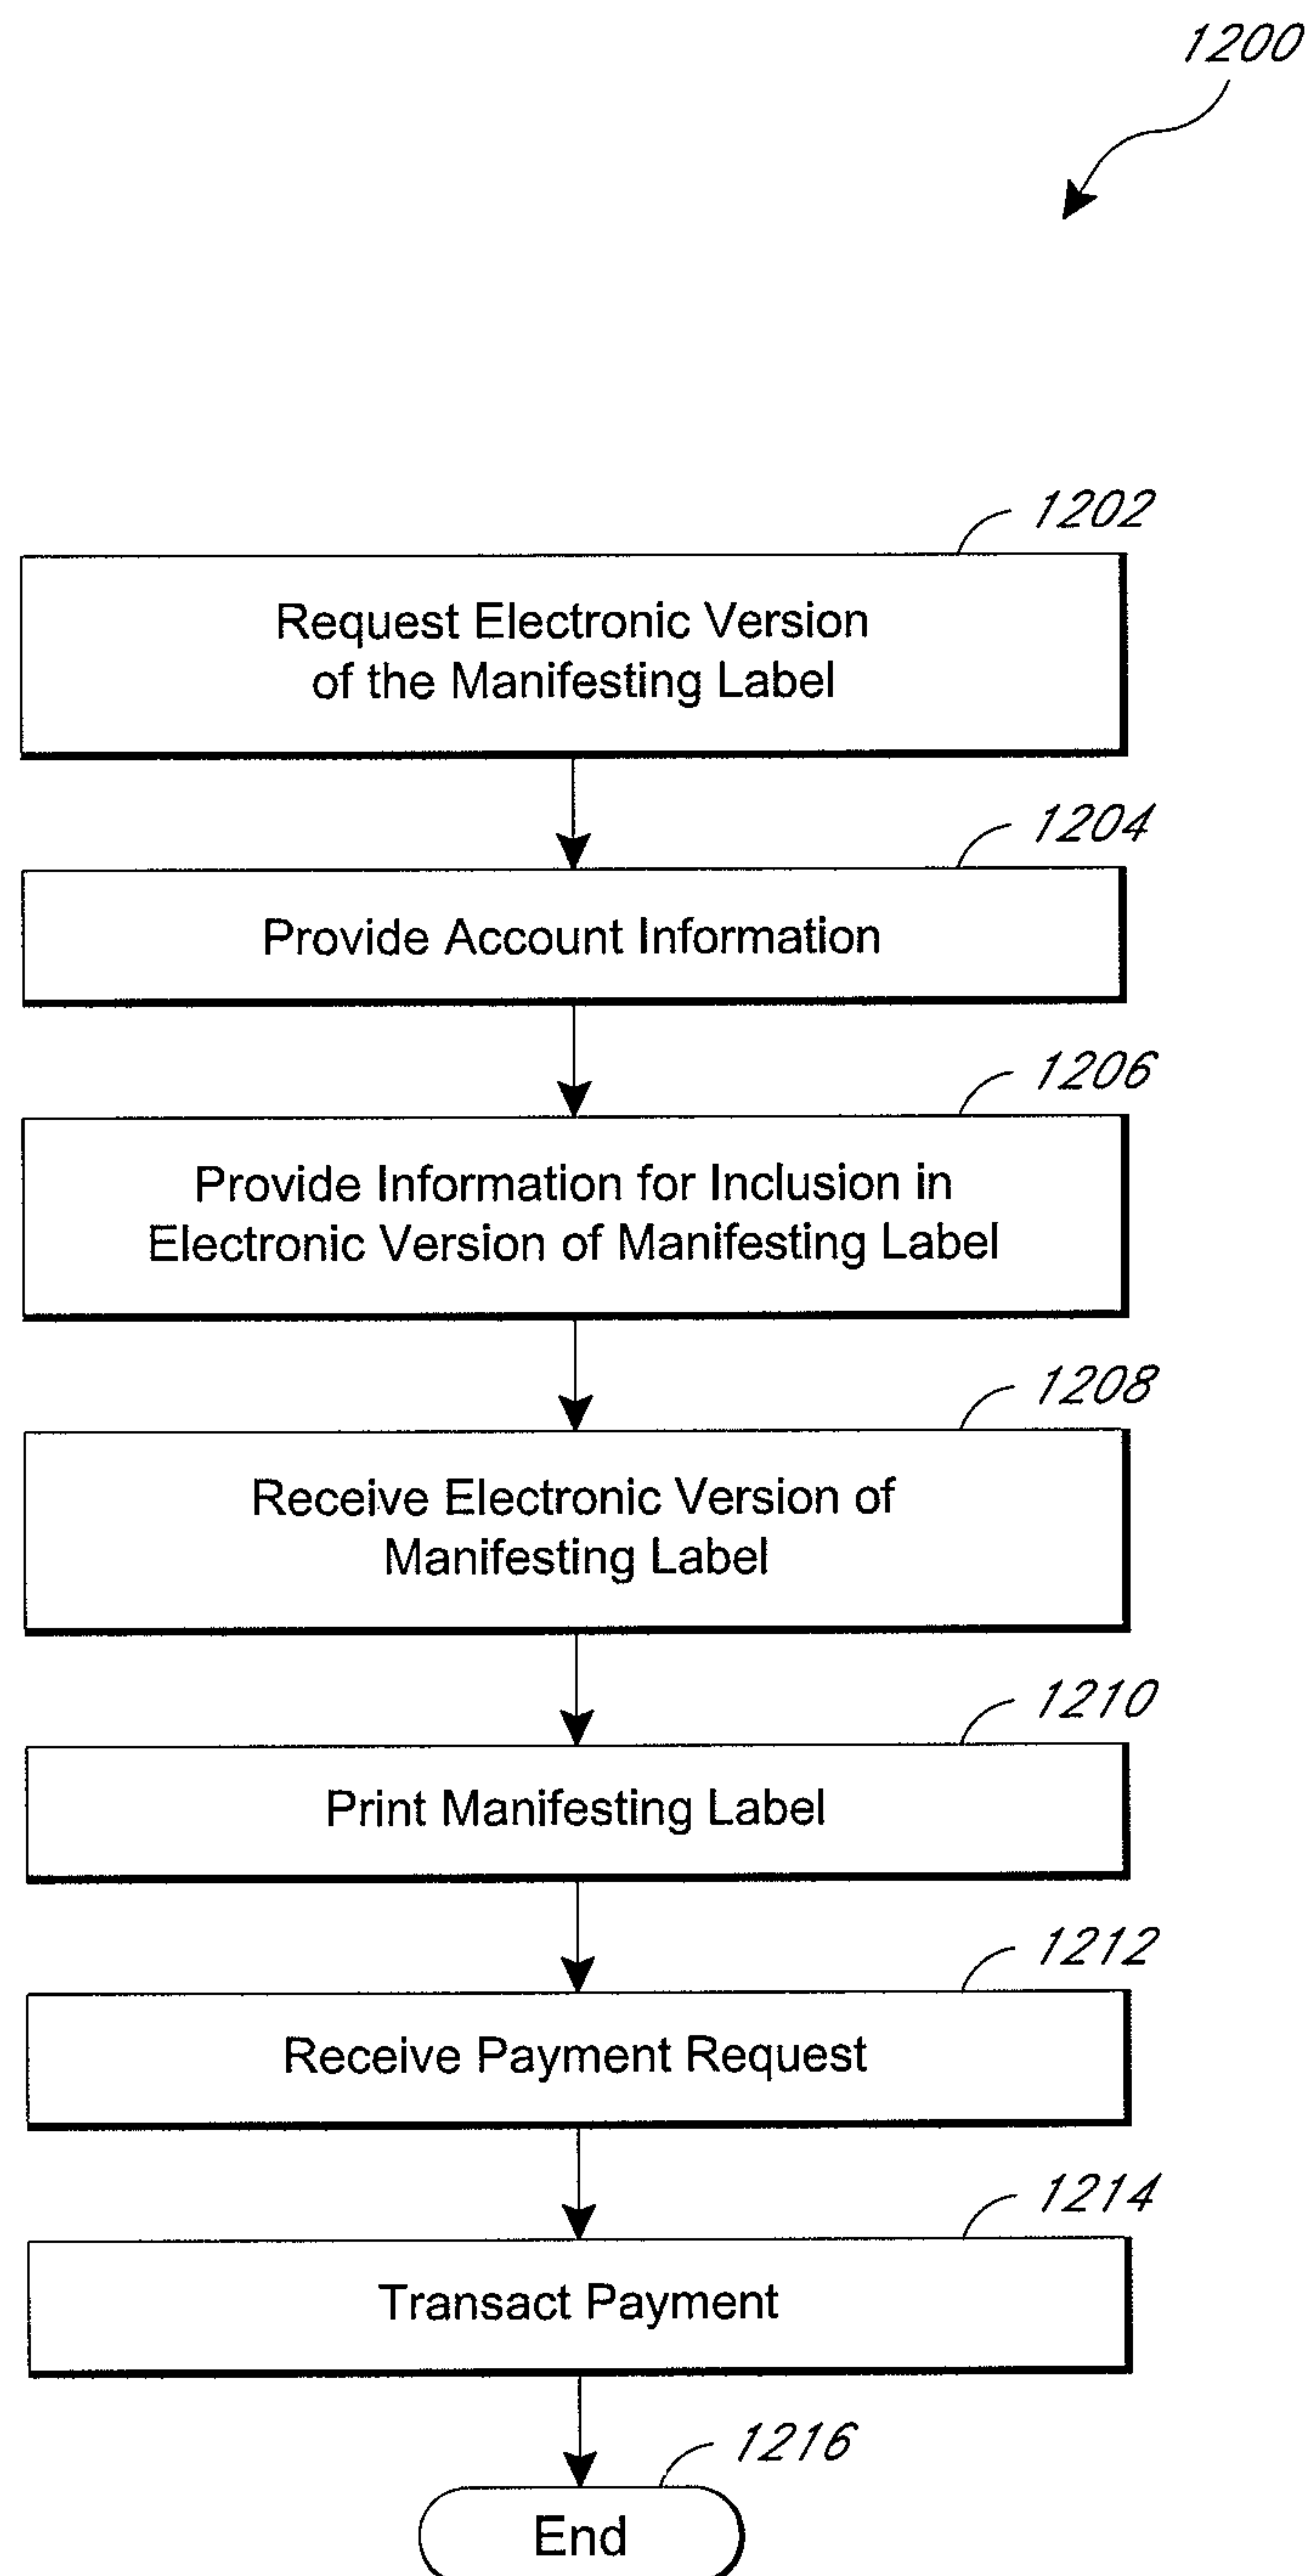 1200
1202
Request Electronic Version
of the Manifesting Label
1204
Provide Account Information
1206
Provide Information for Inclusion in
Electronic Version of Manifesting Label
1208
Receive Electronic Version of
Manifesting Label
1210
Print Manifesting Label
1212
Receive Payment Request
1214
Transact Payment
1216
End